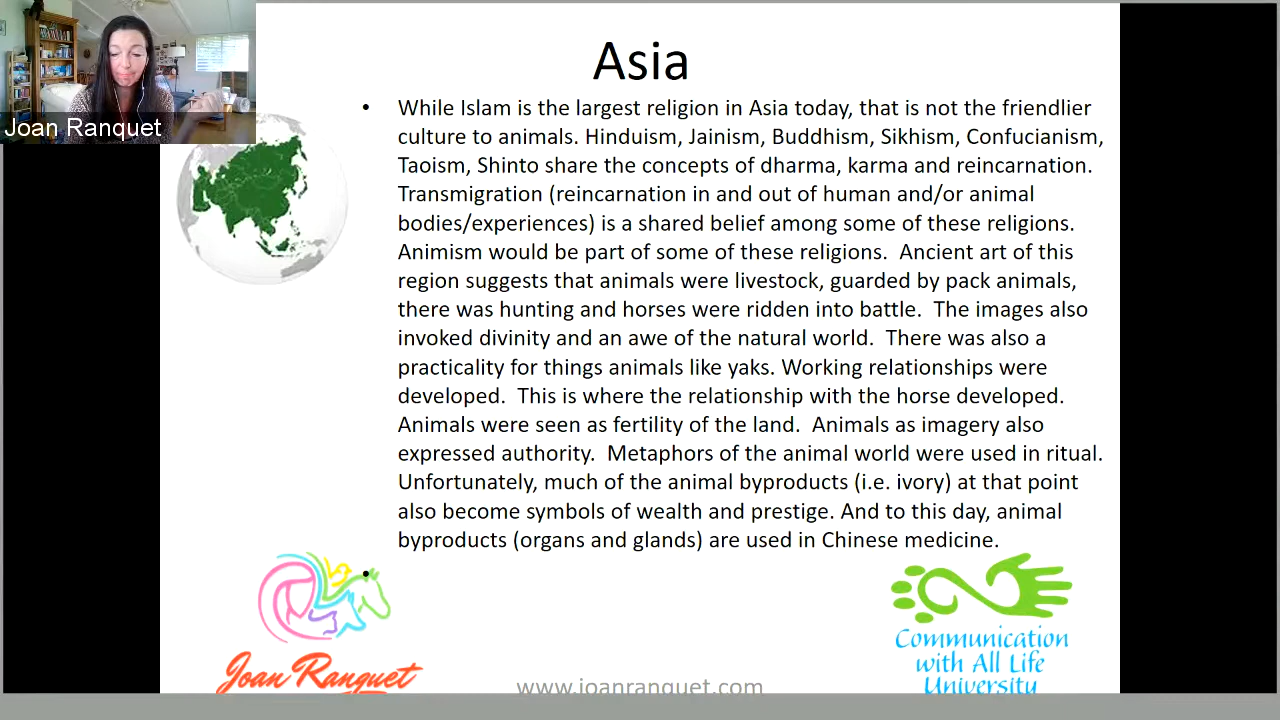 Joan Ranquet
Asia
• While Islam is the largest religion in Asia today, that is not the friendlier
culture to animals. Hinduism, Jainism, Buddhism, Sikhism, Confucianism,
Taoism, Shinto share the concepts of dharma, karma and reincarnation.
Transmigration (reincarnation in and out of human and/or animal
bodies/experiences) is a shared belief among some of these religions.
Animism would be part of some of these religions.  Ancient art of this
region suggests that animals were livestock, guarded by pack animals,
there was hunting and horses were ridden into battle.  The images also
invoked divinity and an awe of the natural world.  There was also a
practicality for things animals like yaks. Working relationships were
developed.  This is where the relationship with the horse developed.
Animals were seen as fertility of the land.  Animals as imagery also
expressed authority.  Metaphors of the animal world were used in ritual.
Unfortunately, much of the animal byproducts (i.e. ivory) at that point
also become symbols of wealth and prestige. And to this day, animal
byproducts (organs and glands) are used in Chinese medicine.
•
Joan Ranquet
www.joanranquet.com
Communication
with All Life
University